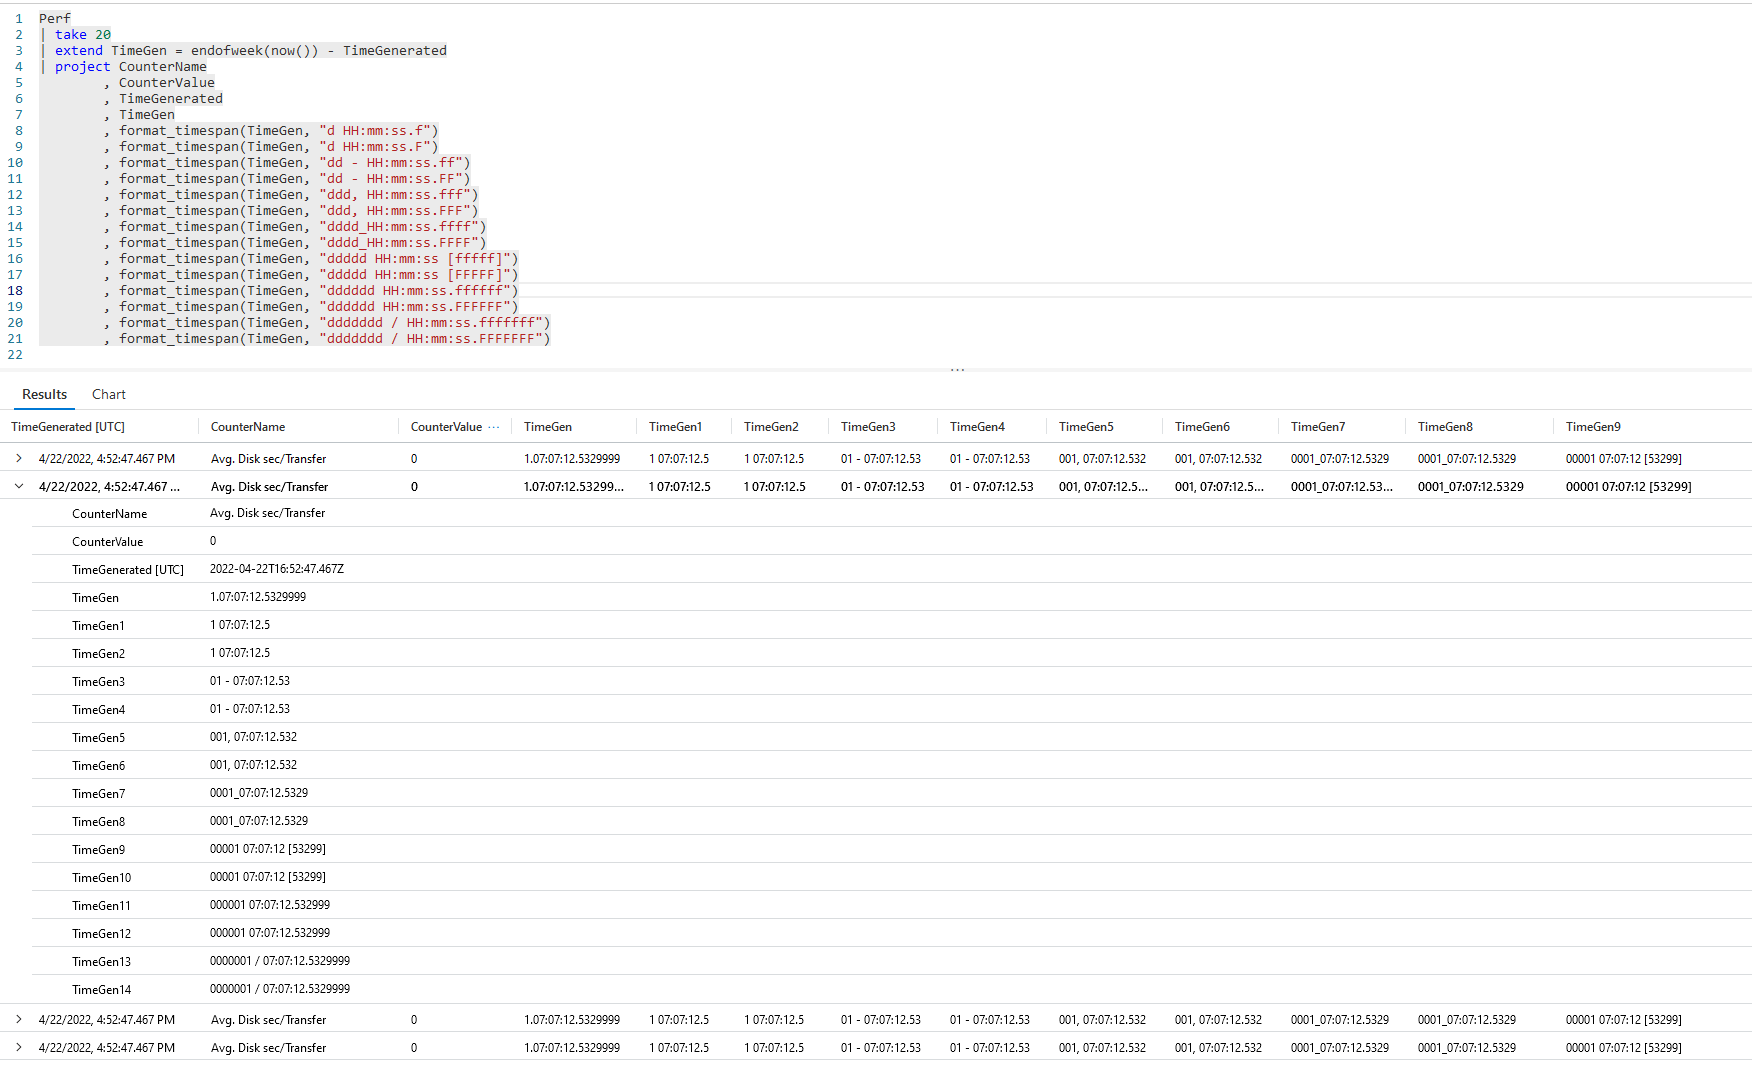 1 Perf
2 | take 20
3 | extend TimeGen = endofweek(now()) - TimeGenerated
4 | project CounterName
5 , CounterValue
6 , TimeGenerated
7 , TimeGen
8 , format_timespan(TimeGen, "d HH:mm:ss.f")
9 , format_timespan(TimeGen, "d HH:mm:ss.F")
10 , format_timespan(TimeGen, "dd - HH:mm:ss.ff")
11 , format_timespan(TimeGen, "dd - HH:mm:ss.FF")
12 , format_timespan(TimeGen, "ddd, HH:mm:ss.fff")
13 , format_timespan(TimeGen, "ddd, HH:mm:ss.FFF")
14 , format_timespan(TimeGen, "dddd_HH:mm:ss.ffff")
15 , format_timespan(TimeGen, "dddd_HH:mm:ss.FFFF")
16 , format_timespan(TimeGen, "ddddd HH:mm:ss [fffff]")
17 , format_timespan(TimeGen, "ddddd HH:mm:ss [FFFFF]")
18 , format_timespan(TimeGen, "dddddd HH:mm:ss.ffffff")
19 , format_timespan(TimeGen, "dddddd HH:mm:ss.FFFFFF")
20 , format_timespan(TimeGen, "ddddddd / HH:mm:ss.fffffff")
21 , format_timespan(TimeGen, "ddddddd / HH:mm:ss.FFFFFFF")
22
Results Chart
TimeGenerated [UTC] CounterName CounterValue ··· TimeGen TimeGen1 TimeGen2 TimeGen3 TimeGen4 TimeGen5 TimeGen6 TimeGen7 TimeGen8 TimeGen9
4/22/2022, 4:52:47.467 PM Avg. Disk sec/Transfer 0 1.07:07:12.5329999 1 07:07:12.5 1 07:07:12.5 01 - 07:07:12.53 01 - 07:07:12.53 001, 07:07:12.532 001, 07:07:12.532 0001_07:07:12.5329 0001_07:07:12.5329 00001 07:07:12 [53299]
4/22/2022, 4:52:47.467 ... Avg. Disk sec/Transfer 0 1.07:07:12.53299... 1 07:07:12.5 1 07:07:12.5 01 - 07:07:12.53 01 - 07:07:12.53 001, 07:07:12.5... 001, 07:07:12.5... 0001_07:07:12.53... 0001_07:07:12.5329 00001 07:07:12 [53299]
CounterName Avg. Disk sec/Transfer
CounterValue 0
TimeGenerated [UTC] 2022-04-22T16:52:47.467Z
TimeGen 1.07:07:12.5329999
TimeGen1 1 07:07:12.5
TimeGen2 1 07:07:12.5
TimeGen3 01 - 07:07:12.53
TimeGen4 01 - 07:07:12.53
TimeGen5 001, 07:07:12.532
TimeGen6 001, 07:07:12.532
TimeGen7 0001_07:07:12.5329
TimeGen8 0001_07:07:12.5329
TimeGen9 00001 07:07:12 [53299]
TimeGen10 00001 07:07:12 [53299]
TimeGen11 000001 07:07:12.532999
TimeGen12 000001 07:07:12.532999
TimeGen13 0000001 / 07:07:12.5329999
TimeGen14 0000001 / 07:07:12.5329999
4/22/2022, 4:52:47.467 PM Avg. Disk sec/Transfer 0 1.07:07:12.5329999 1 07:07:12.5 1 07:07:12.5 01 - 07:07:12.53 01 - 07:07:12.53 001, 07:07:12.532 001, 07:07:12.532 0001_07:07:12.5329 0001_07:07:12.5329 00001 07:07:12 [53299]
4/22/2022, 4:52:47.467 PM Avg. Disk sec/Transfer 0 1.07:07:12.5329999 1 07:07:12.5 1 07:07:12.5 01 - 07:07:12.53 01 - 07:07:12.53 001, 07:07:12.532 001, 07:07:12.532 0001_07:07:12.5329 0001_07:07:12.5329 00001 07:07:12 [53299]